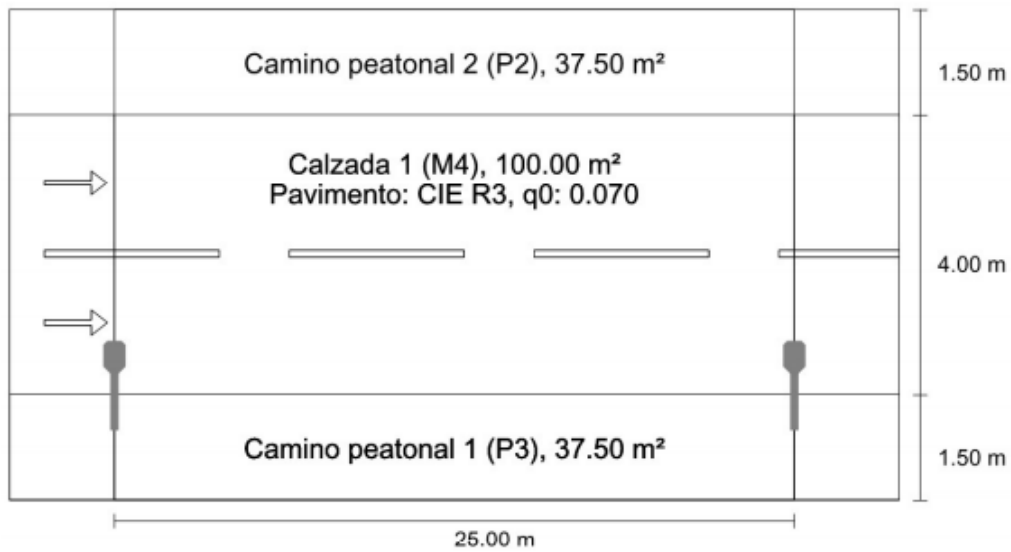 Camino peatonal 2 (P2), 37.50 m²
1.50 m
Calzada 1 (M4), 100.00 m²
Pavimento: CIE R3, q0: 0.070
4.00 m
Camino peatonal 1 (P3), 37.50 m²
1.50 m
25.00 m